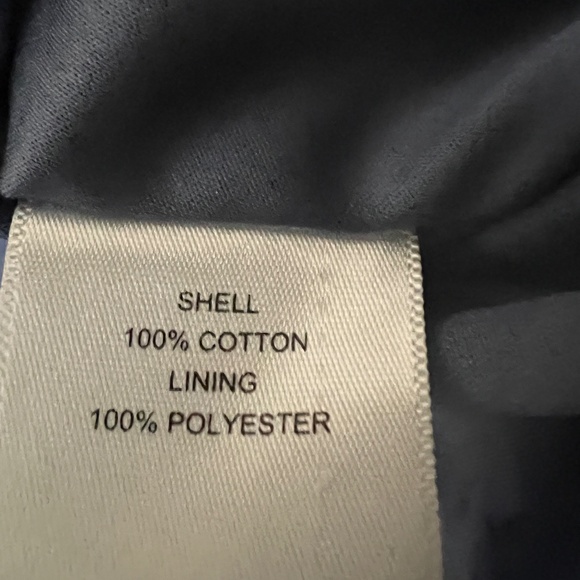 SHELL
100% COTTON
LINING
100% POLYESTER